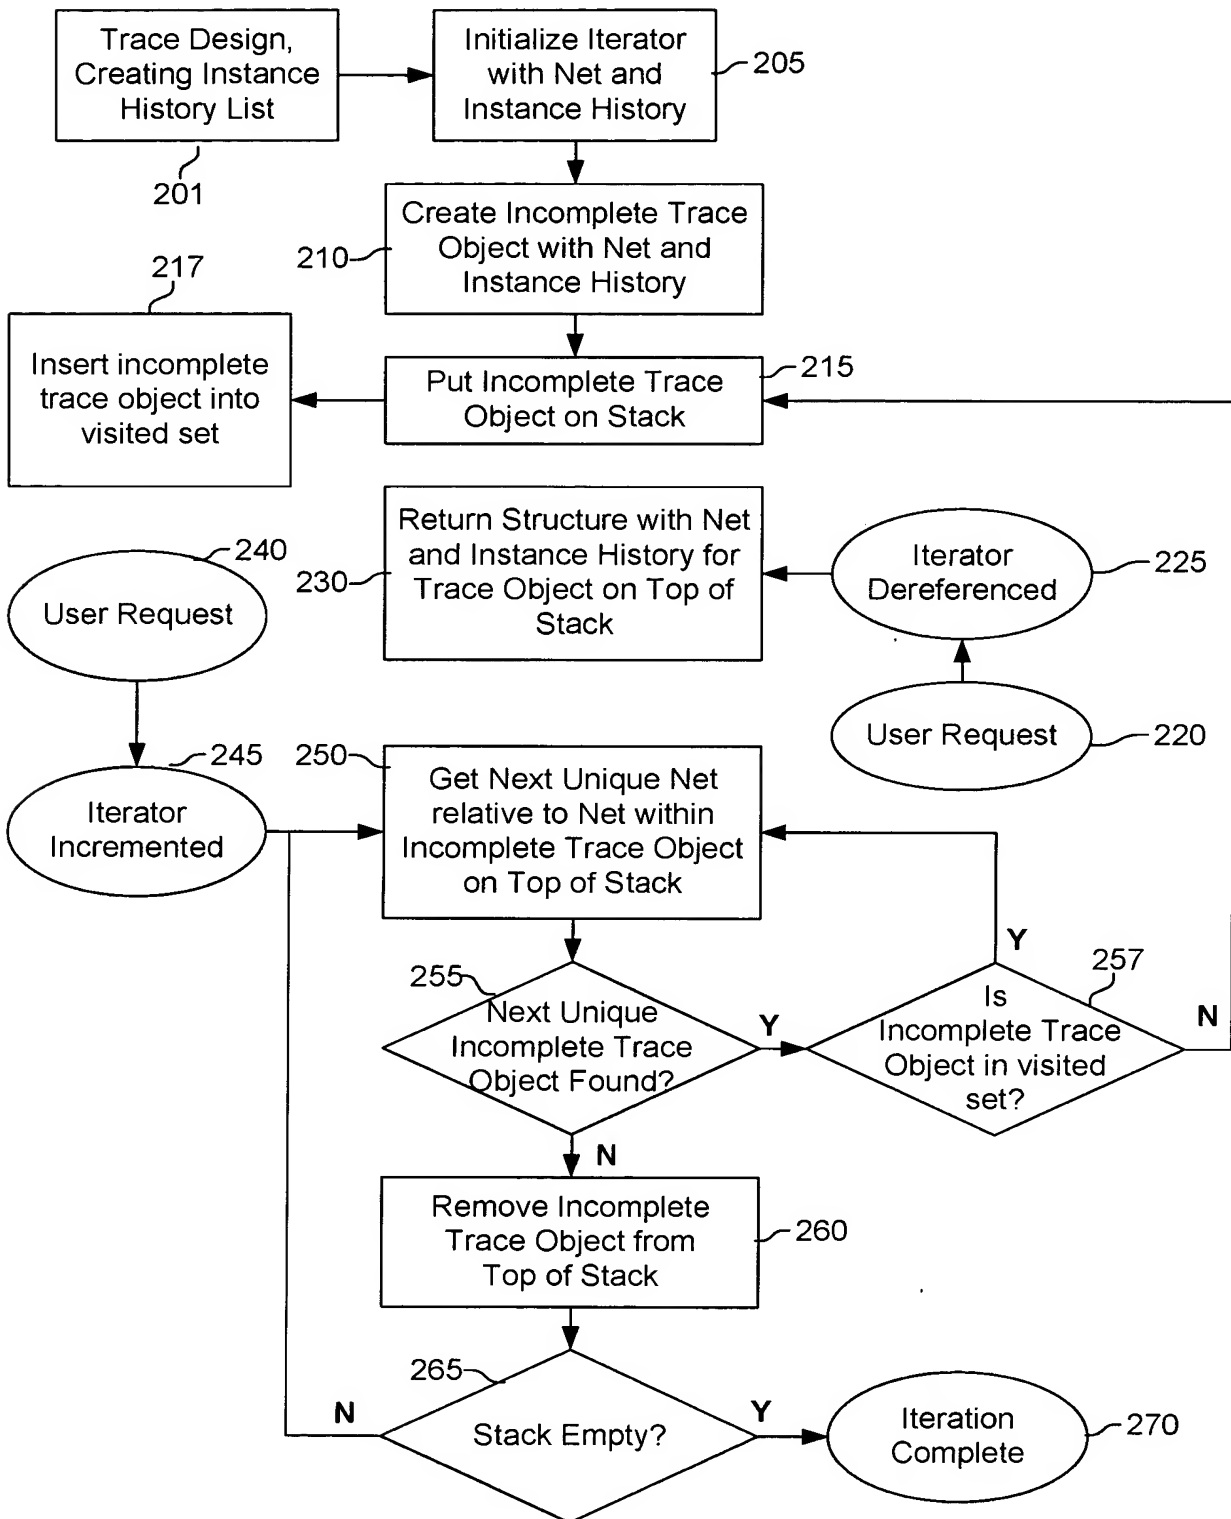 Trace Design,
Creating Instance
History List
201
Initialize Iterator
with Net and
Instance History
205
Create Incomplete Trace
Object with Net and
Instance History
210
217
Insert incomplete
trace object into
visited set
Put Incomplete Trace
Object on Stack
215
Return Structure with Net
and Instance History for
Trace Object on Top of
Stack
230
Iterator
Dereferenced
225
240
User Request
User Request
220
245
Iterator
Incremented
250
Get Next Unique Net
relative to Net within
Incomplete Trace Object
on Top of Stack
255
Next Unique
Incomplete Trace
Object Found?
Y
Y
257
Is
Incomplete Trace
Object in visited
set?
N
N
Remove Incomplete
Trace Object from
Top of Stack
260
265
Stack Empty?
N
Y
Iteration
Complete
270